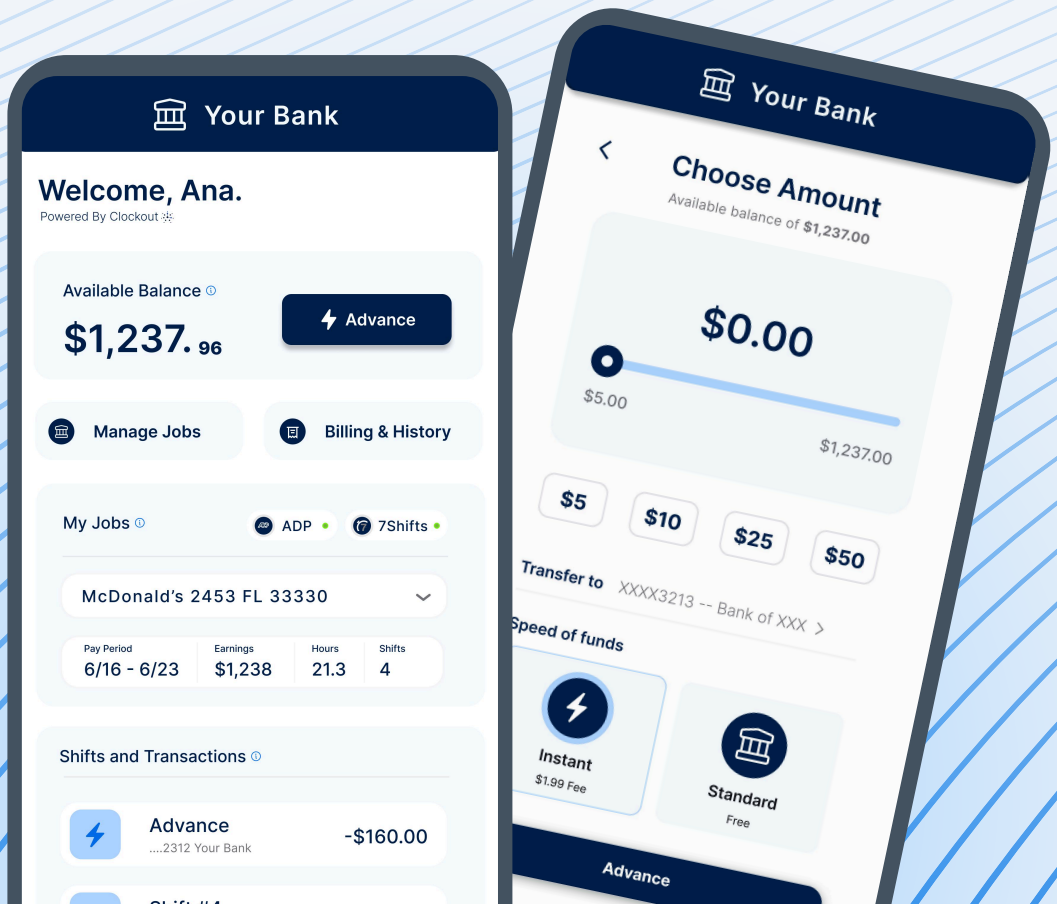 Your Bank
Welcome, Ana.
Powered By Clockout
Available Balance
$1,237. 96
Advance
Manage Jobs
Billing & History
My Jobs
ADP
7Shifts
McDonald's 2453 FL 33330
Pay Period Earnings Hours Shifts
6/16 - 6/23 $1,238 21.3 4
Shifts and Transactions
Advance
....2312 Your Bank
-$160.00
Your Bank
Choose Amount
Available balance of $1,237.00
$0.00
$5.00
$1,237.00
$5 $10 $25 $50
Transfer to XXXX3213 -- Bank of XXX
Speed of funds
Instant
$1.99 Fee
Standard
Free
Advance